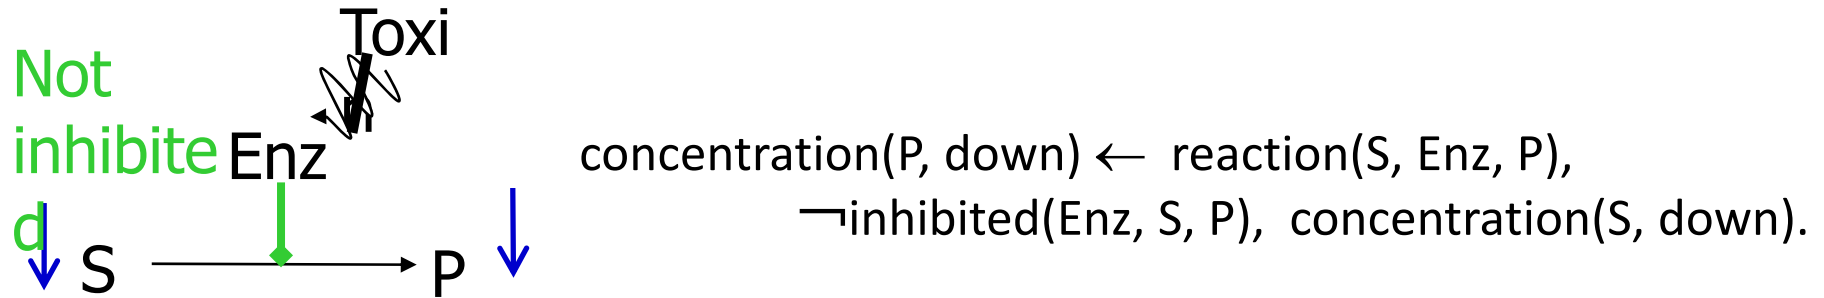 Toxi
n
Not
inhibite
d
Enz
S
P
concentration(P, down) ← reaction(S, Enz, P),
¬inhibited(Enz, S, P), concentration(S, down).